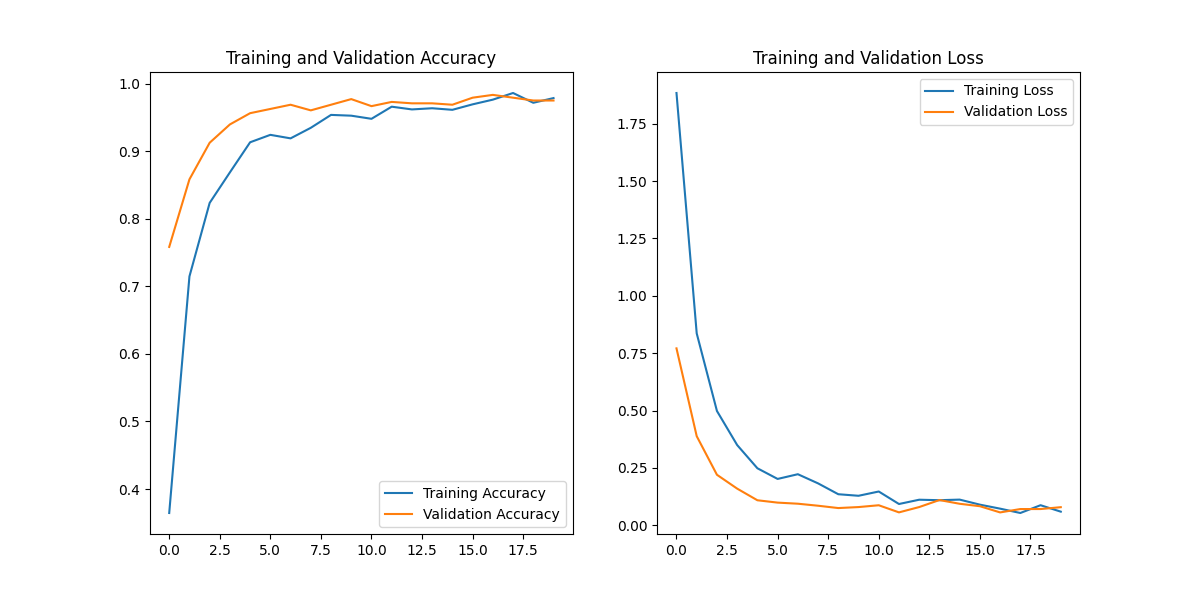 Training and Validation Accuracy
1.0
0.9
0.8
0.7
0.6
0.5
0.4
Training Accuracy
Validation Accuracy
0.0 2.5 5.0 7.5 10.0 12.5 15.0 17.5
Training and Validation Loss
Training Loss
Validation Loss
1.75
1.50
1.25
1.00
0.75
0.50
0.25
0.00
0.0 2.5 5.0 7.5 10.0 12.5 15.0 17.5